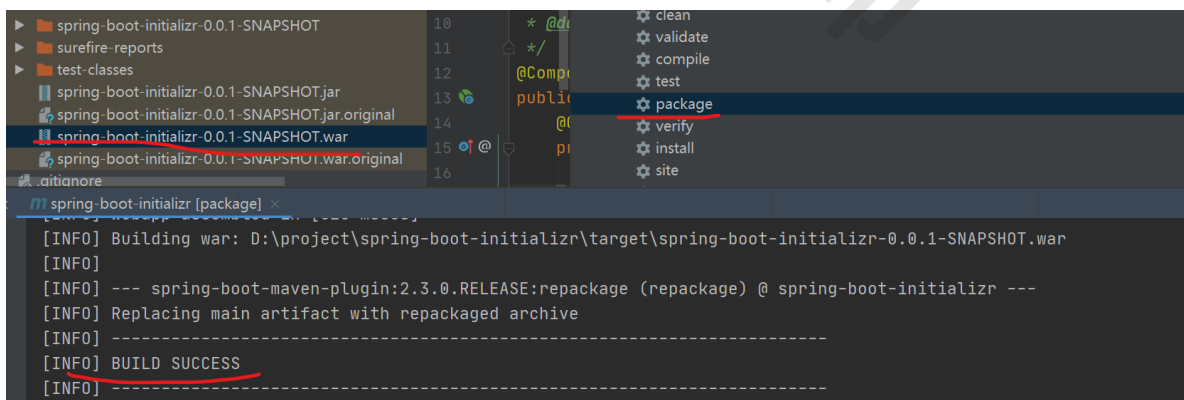 spring-boot-initializr-0.0.1-SNAPSHOT
surefire-reports
test-classes
spring-boot-initializr-0.0.1-SNAPSHOT.jar
spring-boot-initializr-0.0.1-SNAPSHOT.jar.original
spring-boot-initializr-0.0.1-SNAPSHOT.war
spring-boot-initializr-0.0.1-SNAPSHOT.war.original
.gitignore
10 * @do
11 */
12 @Compo
13 public
14 @O
15 @ pr
16
clean
validate
compile
test
package
verify
install
site
m spring-boot-initializr [package] ×
[INFO] Building war: D:\project\spring-boot-initializr\target\spring-boot-initializr-0.0.1-SNAPSHOT.war
[INFO]
[INFO] --- spring-boot-maven-plugin:2.3.0.RELEASE:repackage (repackage) @ spring-boot-initializr ---
[INFO] Replacing main artifact with repackaged archive
[INFO] ------------------------------------------------------------------------
[INFO] BUILD SUCCESS
[INFO] ------------------------------------------------------------------------